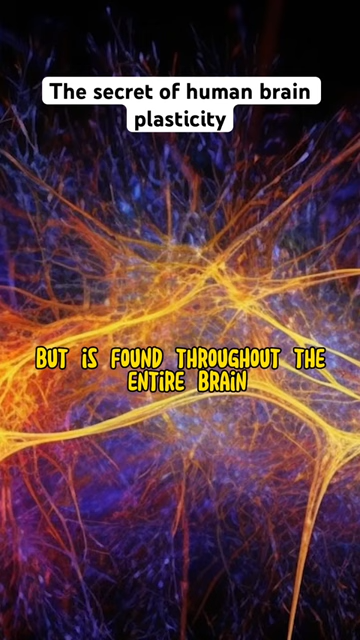 The secret of human brain
plasticity
BUT IS FOUND THROUGHOUT THE
ENTIRE BRAIN